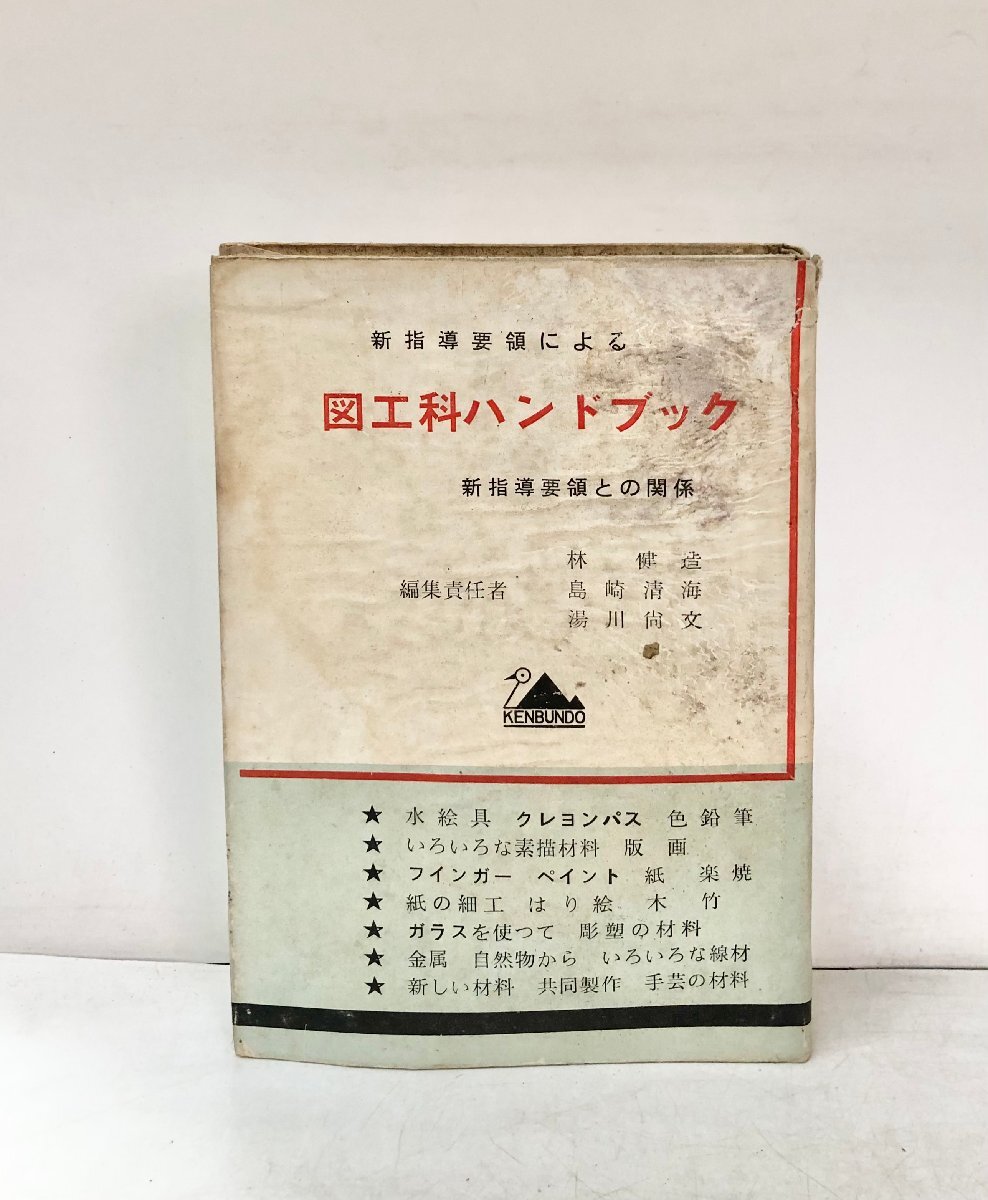 新指導要領による
図工科ハンドブック
新指導要領との関係
林 健造
編集責任者 島崎清海
湯川尚文
KENBUNDO
★ 水絵具 クレヨンパス 色鉛筆
★ いろいろな素描材料 版画
★ フインガー ペイント 紙 楽焼
★ 紙の細工 はり絵 木 竹
★ ガラスを使つて 彫塑の材料
★ 金属 自然物から いろいろな線材
★ 新しい材料 共同製作 手芸の材料